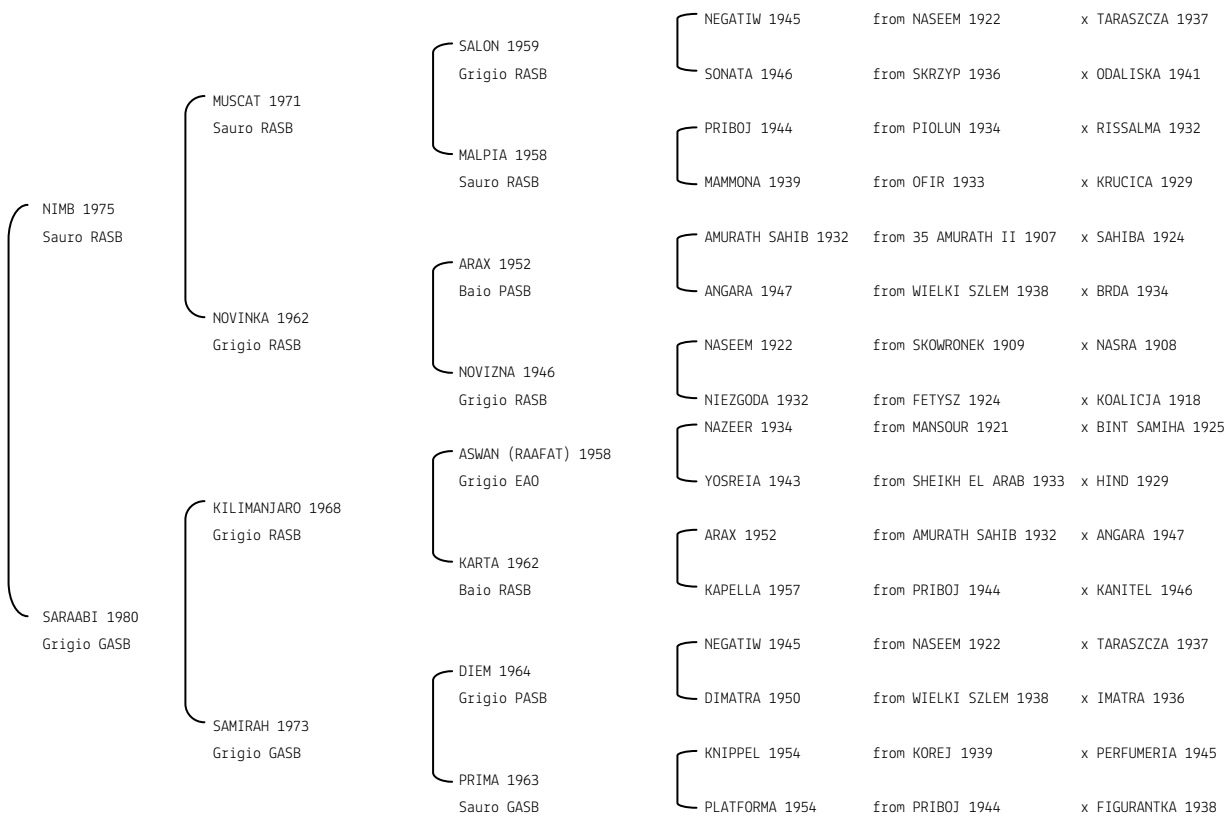 NEGATIW 1945 from NASEEM 1922 x TARASZCZA 1937
SALON 1959
Grigio RASB
SONATA 1946 from SKRZYP 1936 x ODALISKA 1941
MUSCAT 1971
Sauro RASB
PRIBOJ 1944 from PIOLUN 1934 x RISSALMA 1932
MALPIA 1958
Sauro RASB
MAMMONA 1939 from OFIR 1933 x KRUCICA 1929
NIMB 1975
Sauro RASB
AMURATH SAHIB 1932 from 35 AMURATH II 1907 x SAHIBA 1924
ARAX 1952
Baio PASB
ANGARA 1947 from WIELKI SZLEM 1938 x BRDA 1934
NOVINKA 1962
Grigio RASB
NASEEM 1922 from SKOWRONEK 1909 x NASRA 1908
NOVIZNA 1946
Grigio RASB
NIEZGODA 1932 from FETYSZ 1924 x KOALICJA 1918
NAZEER 1934 from MANSOUR 1921 x BINT SAMIHA 1925
ASWAN (RAAFAT) 1958
Grigio EAO
YOSREIA 1943 from SHEIKH EL ARAB 1933 x HIND 1929
KILIMANJARO 1968
Grigio RASB
ARAX 1952 from AMURATH SAHIB 1932 x ANGARA 1947
KARTA 1962
Baio RASB
KAPELLA 1957 from PRIBOJ 1944 x KANITEL 1946
SARAABI 1980
Grigio GASB
NEGATIW 1945 from NASEEM 1922 x TARASZCZA 1937
DIEM 1964
Grigio PASB
DIMATRA 1950 from WIELKI SZLEM 1938 x IMATRA 1936
SAMIRAH 1973
Grigio GASB
KNIPPEL 1954 from KOREJ 1939 x PERFUMERIA 1945
PRIMA 1963
Sauro GASB
PLATFORMA 1954 from PRIBOJ 1944 x FIGURANTKA 1938